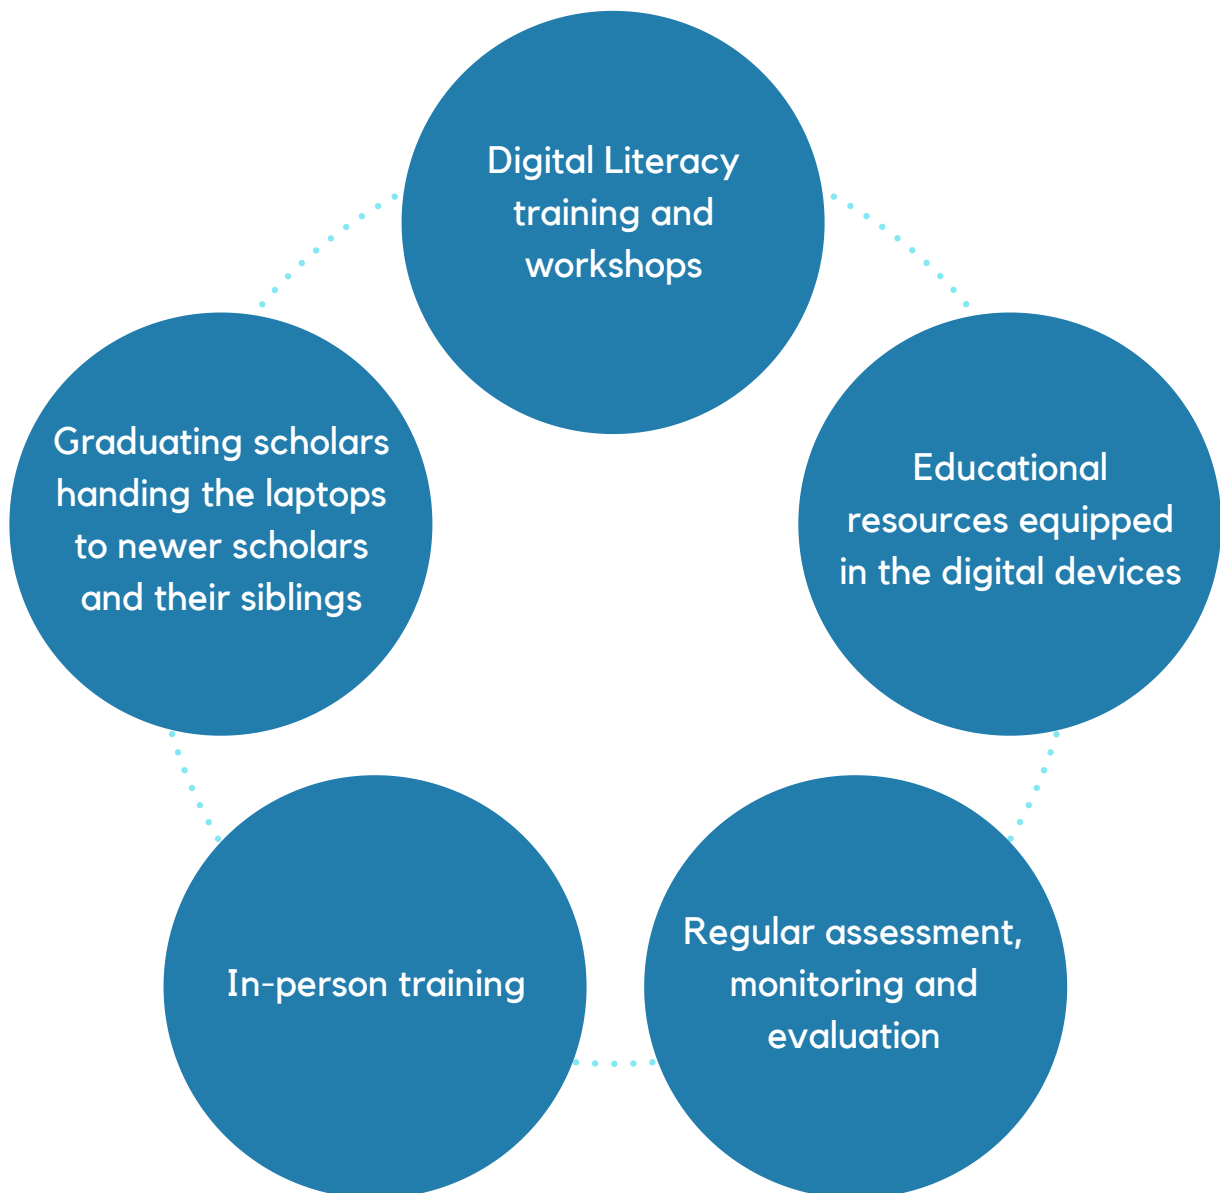 Digital Literacy
training and
workshops
Educational
resources equipped
in the digital devices
Regular assessment,
monitoring and
evaluation
In-person training
Graduating scholars
handing the laptops
to newer scholars
and their siblings